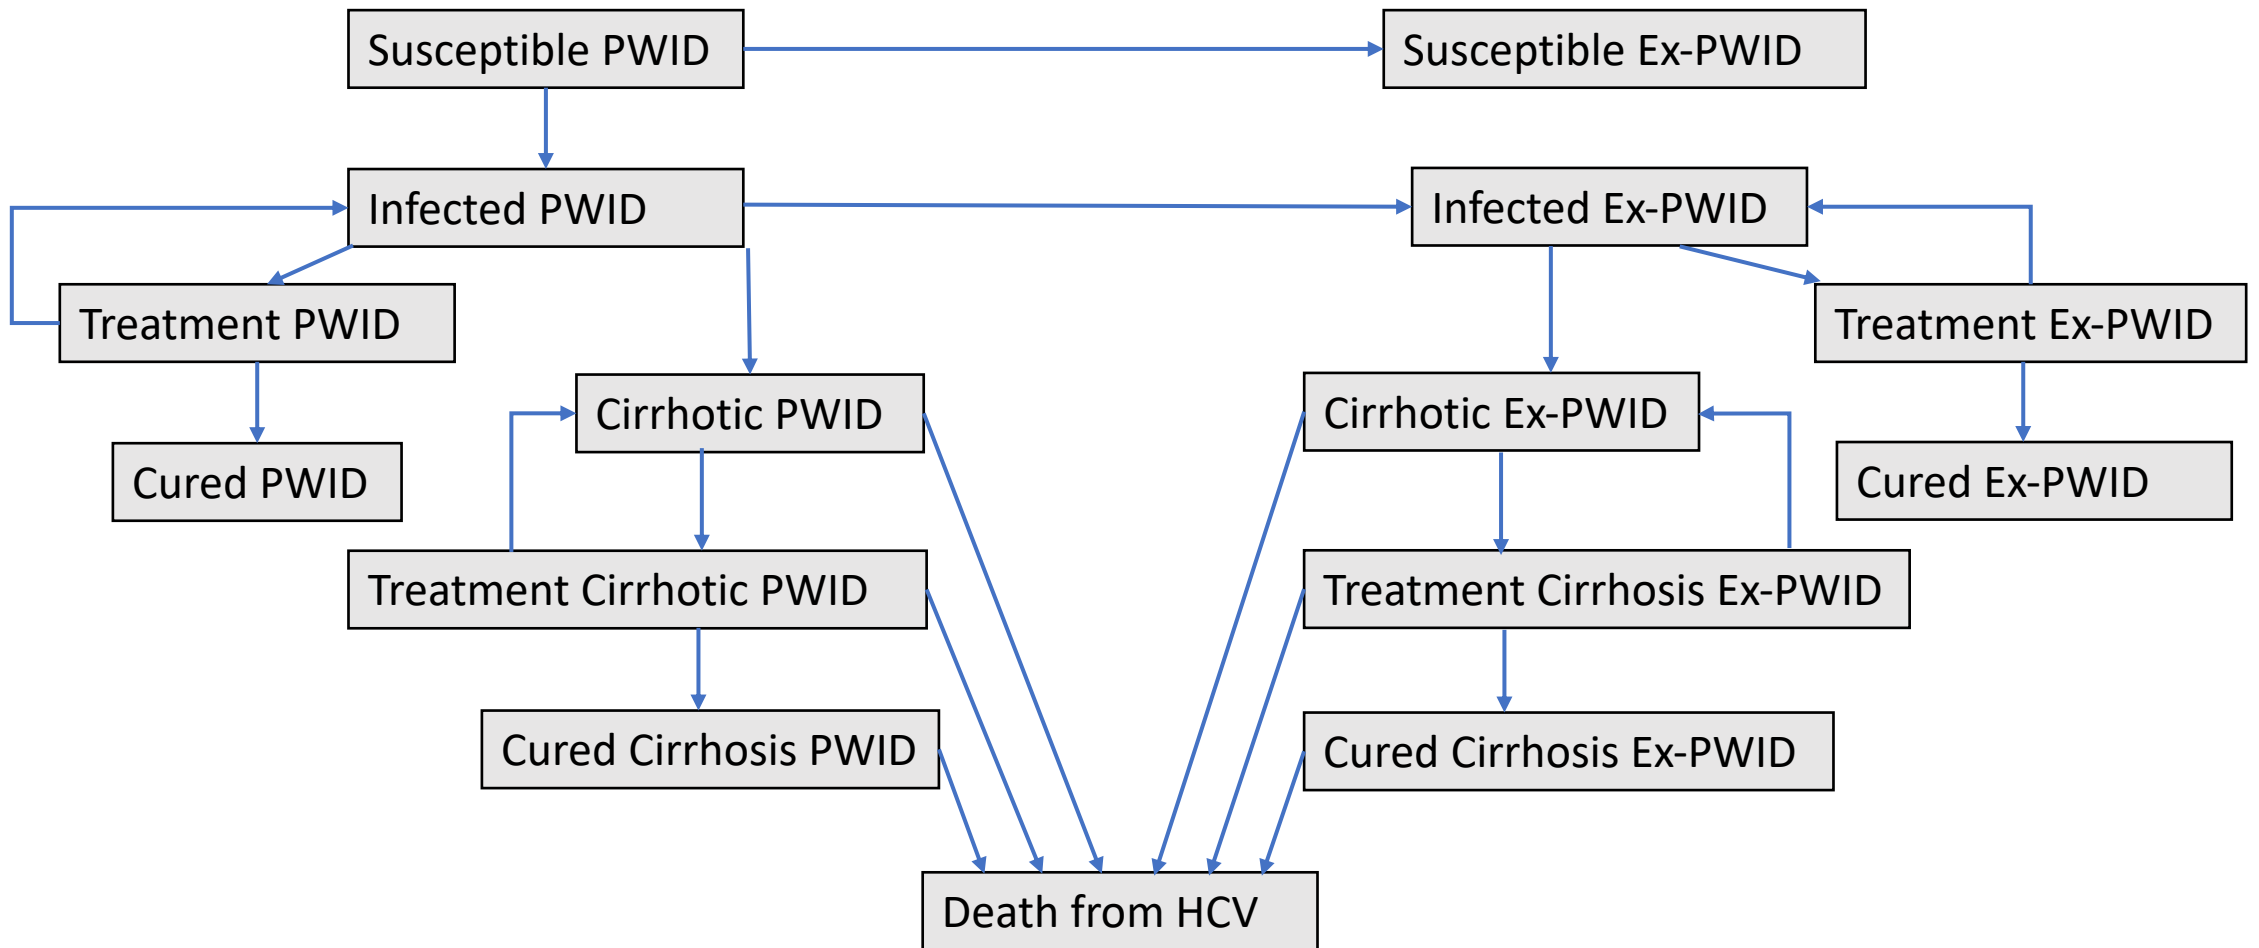 Susceptible PWID
Susceptible Ex-PWID
Infected PWID
Infected Ex-PWID
Treatment PWID
Treatment Ex-PWID
Cirrhotic PWID
Cirrhotic Ex-PWID
Cured PWID
Cured Ex-PWID
Treatment Cirrhotic PWID
Treatment Cirrhosis Ex-PWID
Cured Cirrhosis PWID
Cured Cirrhosis Ex-PWID
Death from HCV